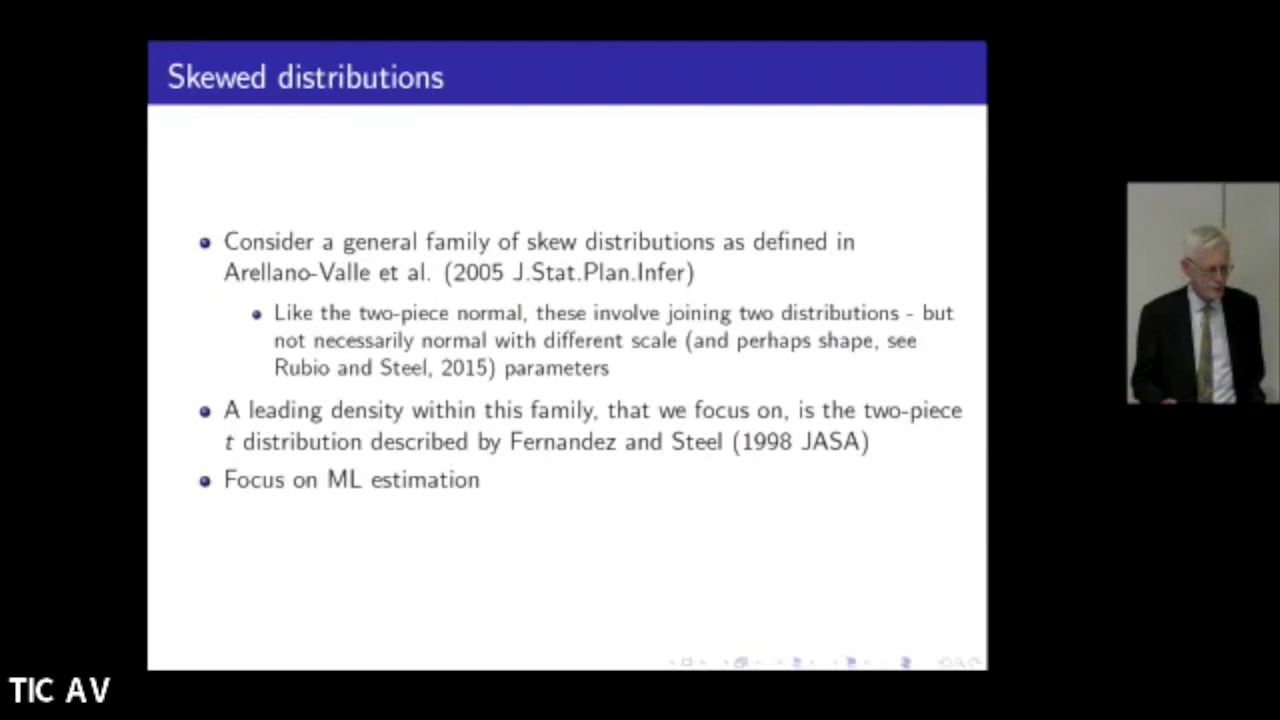 Skewed distributions
Consider a general family of skew distributions as defined in
Arellano-Valle et al. (2005 J.Stat.Plan.Infer)
Like the two-piece normal, these involve joining two distributions - but
not necessarily normal with different scale (and perhaps shape, see
Rubio and Steel, 2015) parameters
A leading density within this family, that we focus on, is the two-piece
t distribution described by Fernandez and Steel (1998 JASA)
Focus on ML estimation
TIC AV